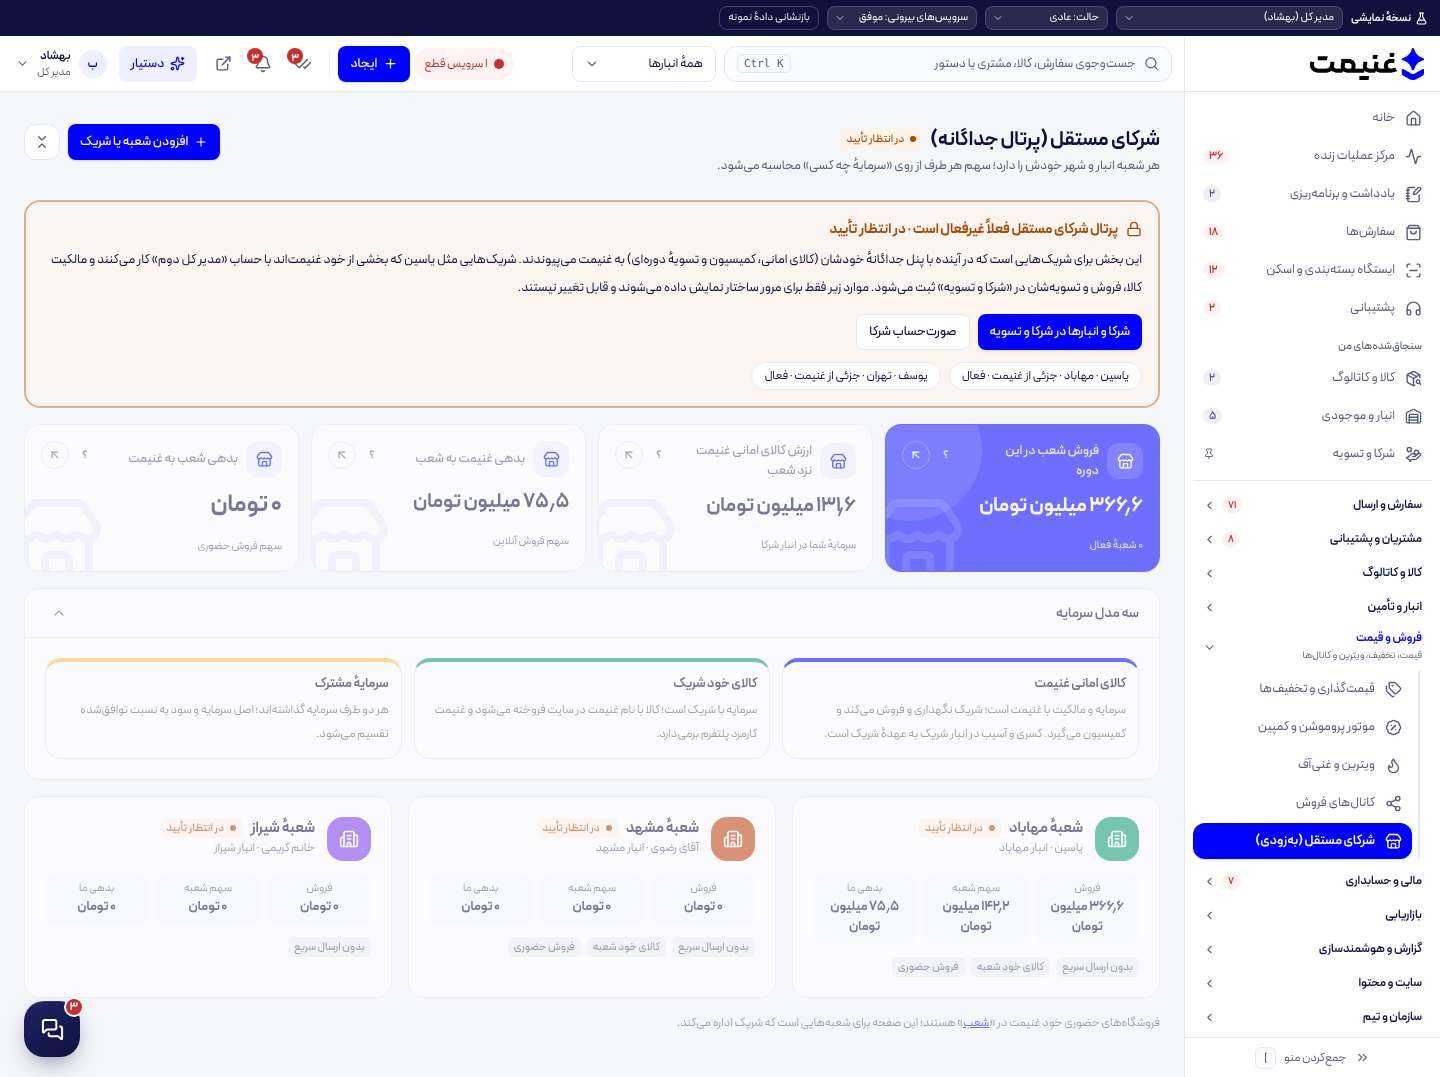 نسخهٔ نمایشی
مدیر کل (بهشاد)
حالت: عادی
سرویس‌های بیرونی: موفق
بازنشانی دادهٔ نمونه
غنیمت
جست‌وجوی سفارش، کالا، مشتری یا دستور
Ctrl K
همهٔ انبارها
۱ سرویس قطع
ایجاد
۳
۳
دستیار
ب
بهشاد
مدیر کل
خانه
مرکز عملیات زنده
۳۶
یادداشت و برنامه‌ریزی
۲
سفارش‌ها
۱۸
ایستگاه بسته‌بندی و اسکن
۱۲
پشتیبانی
۲
سنجاق‌شده‌های من
کالا و کاتالوگ
۲
انبار و موجودی
۵
شرکا و تسویه
سفارش و ارسال
۷۱
مشتریان و پشتیبانی
۸
کالا و کاتالوگ
انبار و تأمین
فروش و قیمت
قیمت، تخفیف، ویترین و کانال‌ها
قیمت‌گذاری و تخفیف‌ها
موتور پروموشن و کمپین
ویترین و غنی‌آف
کانال‌های فروش
شرکای مستقل (به‌زودی)
مالی و حسابداری
۷
بازاریابی
گزارش و هوشمندسازی
سایت و محتوا
سازمان و تیم
جمع‌کردن منو
[
شرکای مستقل (پرتال جداگانه)
در انتظار تأیید
هر شعبه انبار و شهر خودش را دارد؛ سهم هر طرف از روی «سرمایهٔ چه کسی» محاسبه می‌شود.
افزودن شعبه یا شریک
پرتال شرکای مستقل فعلاً غیرفعال است · در انتظار تأیید
این بخش برای شریک‌هایی است که در آینده با پنل جداگانهٔ خودشان (کالای امانی، کمیسیون و تسویهٔ دوره‌ای) به غنیمت می‌پیوندند. شریک‌هایی مثل یاسین که بخشی از خود غنیمت‌اند با حساب «مدیر کل دوم» کار می‌کنند و مالکیت
کالا، فروش و تسویه‌شان در «شرکا و تسویه» ثبت می‌شود. موارد زیر فقط برای مرور ساختار نمایش داده می‌شوند و قابل تغییر نیستند.
شرکا و انبارها در شرکا و تسویه
صورت‌حساب شرکا
یاسین · مهاباد · جزئی از غنیمت · فعال
یوسف · تهران · جزئی از غنیمت · فعال
فروش شعب در این
دوره
؟
۳۶۶٫۶ میلیون تومان
۰ شعبهٔ فعال
ارزش کالای امانی غنیمت
نزد شعب
؟
۱۳۱٫۶ میلیون تومان
سرمایهٔ شما در انبار شرکا
بدهی غنیمت به شعب
؟
۷۵٫۵ میلیون تومان
سهم فروش آنلاین
بدهی شعب به غنیمت
؟
۰ تومان
سهم فروش حضوری
سه مدل سرمایه
کالای امانی غنیمت
سرمایه و مالکیت با غنیمت است؛ شریک نگهداری و فروش می‌کند و
کمیسیون می‌گیرد. کسری و آسیب در انبار شریک به عهدهٔ شریک است.
کالای خود شریک
سرمایه با شریک است؛ کالا با نام غنیمت در سایت فروخته می‌شود و غنیمت
کارمزد پلتفرم برمی‌دارد.
سرمایهٔ مشترک
هر دو طرف سرمایه گذاشته‌اند؛ اصل سرمایه و سود به نسبت توافق‌شده
تقسیم می‌شود.
شعبهٔ مهاباد
در انتظار تأیید
یاسین · انبار مهاباد
فروش
۳۶۶٫۶ میلیون
تومان
سهم شعبه
۱۴۲٫۲ میلیون
تومان
بدهی ما
۷۵٫۵ میلیون
تومان
بدون ارسال سریع
کالای خود شعبه
فروش حضوری
شعبهٔ مشهد
در انتظار تأیید
آقای رضوی · انبار مشهد
فروش
۰ تومان
سهم شعبه
۰ تومان
بدهی ما
۰ تومان
بدون ارسال سریع
کالای خود شعبه
فروش حضوری
شعبهٔ شیراز
در انتظار تأیید
خانم کریمی · انبار شیراز
فروش
۰ تومان
سهم شعبه
۰ تومان
بدهی ما
۰ تومان
بدون ارسال سریع
فروشگاه‌های حضوری خود غنیمت در «شعب» هستند؛ این صفحه برای شعبه‌هایی است که شریک اداره می‌کند.
۳